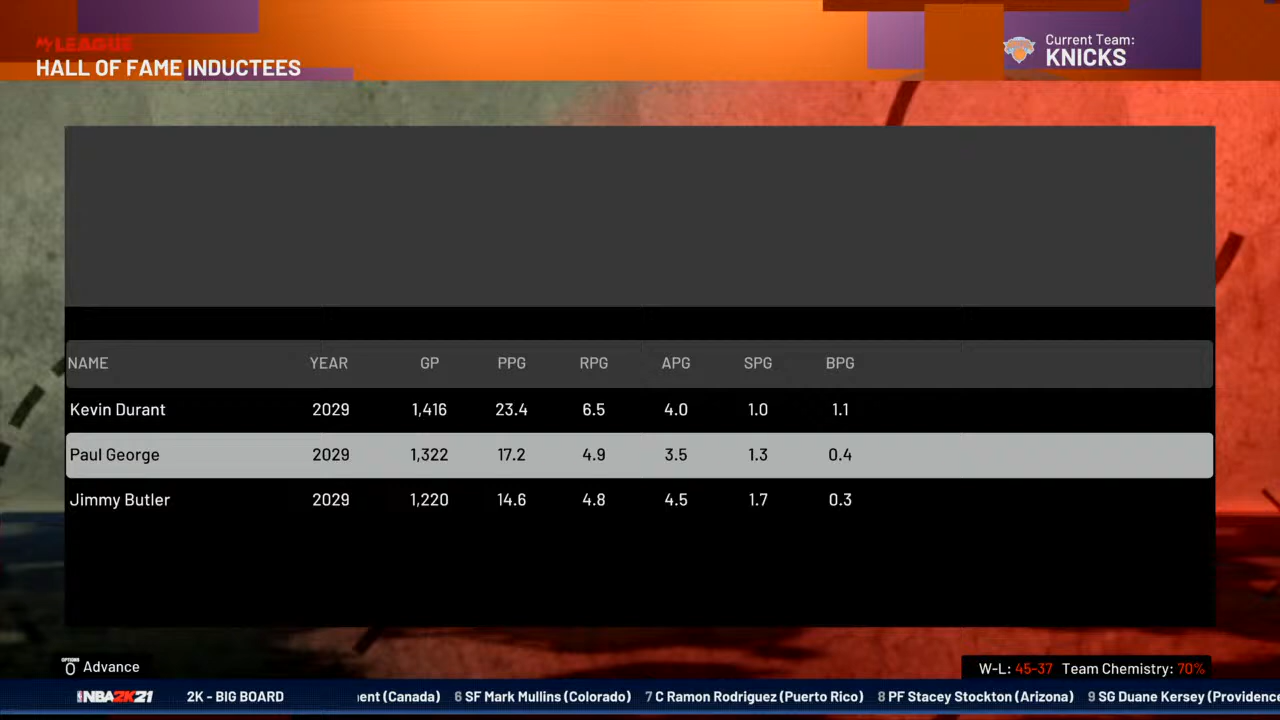 MyLEAGUE
HALL OF FAME INDUCTEES
Current Team:
KNICKS
NAME YEAR GP PPG RPG APG SPG BPG
Kevin Durant 2029 1,416 23.4 6.5 4.0 1.0 1.1
Paul George 2029 1,322 17.2 4.9 3.5 1.3 0.4
Jimmy Butler 2029 1,220 14.6 4.8 4.5 1.7 0.3
OPTIONS Advance
W-L: 45-37 Team Chemistry: 70%
NBA2K21 2K - BIG BOARD ent (Canada) 6 SF Mark Mullins (Colorado) 7 C Ramon Rodriguez (Puerto Rico) 8 PF Stacey Stockton (Arizona) 9 SG Duane Kersey (Providence